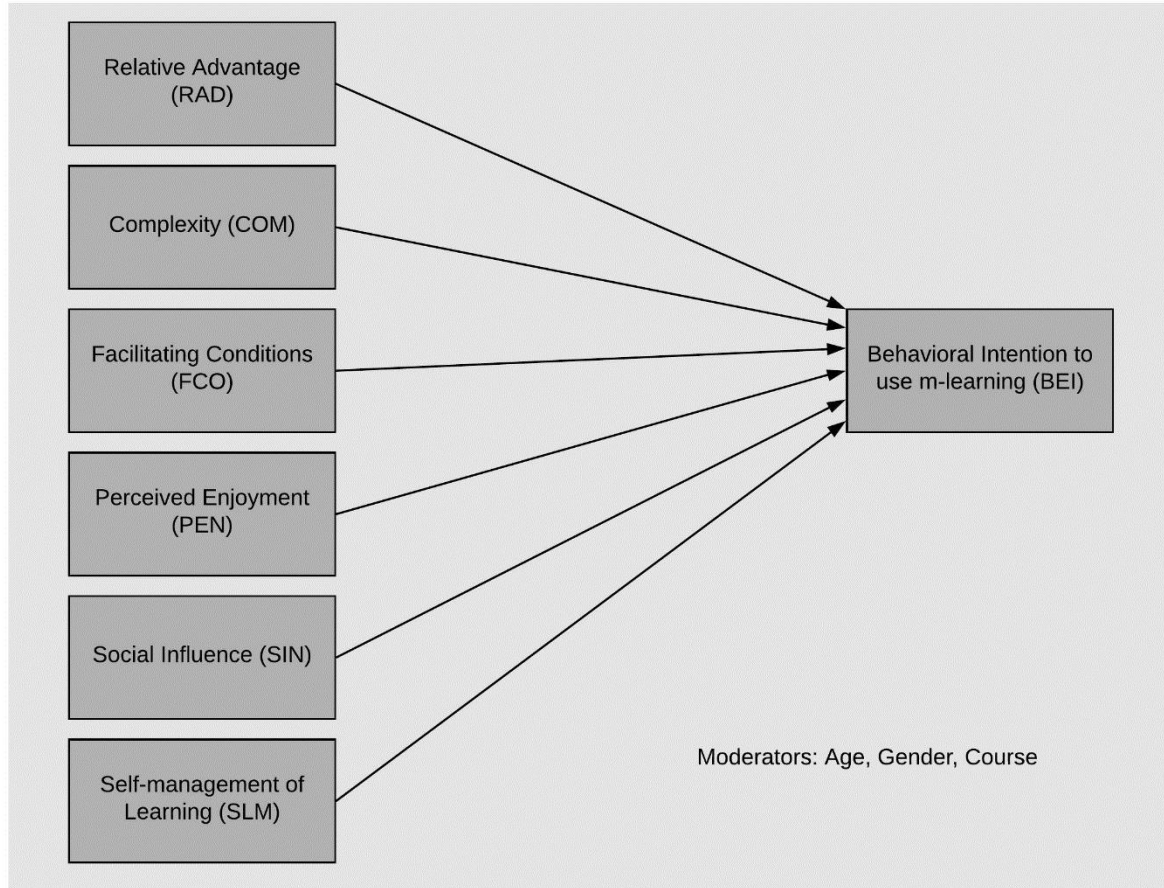 Relative Advantage
(RAD)
Complexity (COM)
Facilitating Conditions
(FCO)
Perceived Enjoyment
(PEN)
Social Influence (SIN)
Self-management of
Learning (SLM)
Behavioral Intention to
use m-learning (BEI)
Moderators: Age, Gender, Course